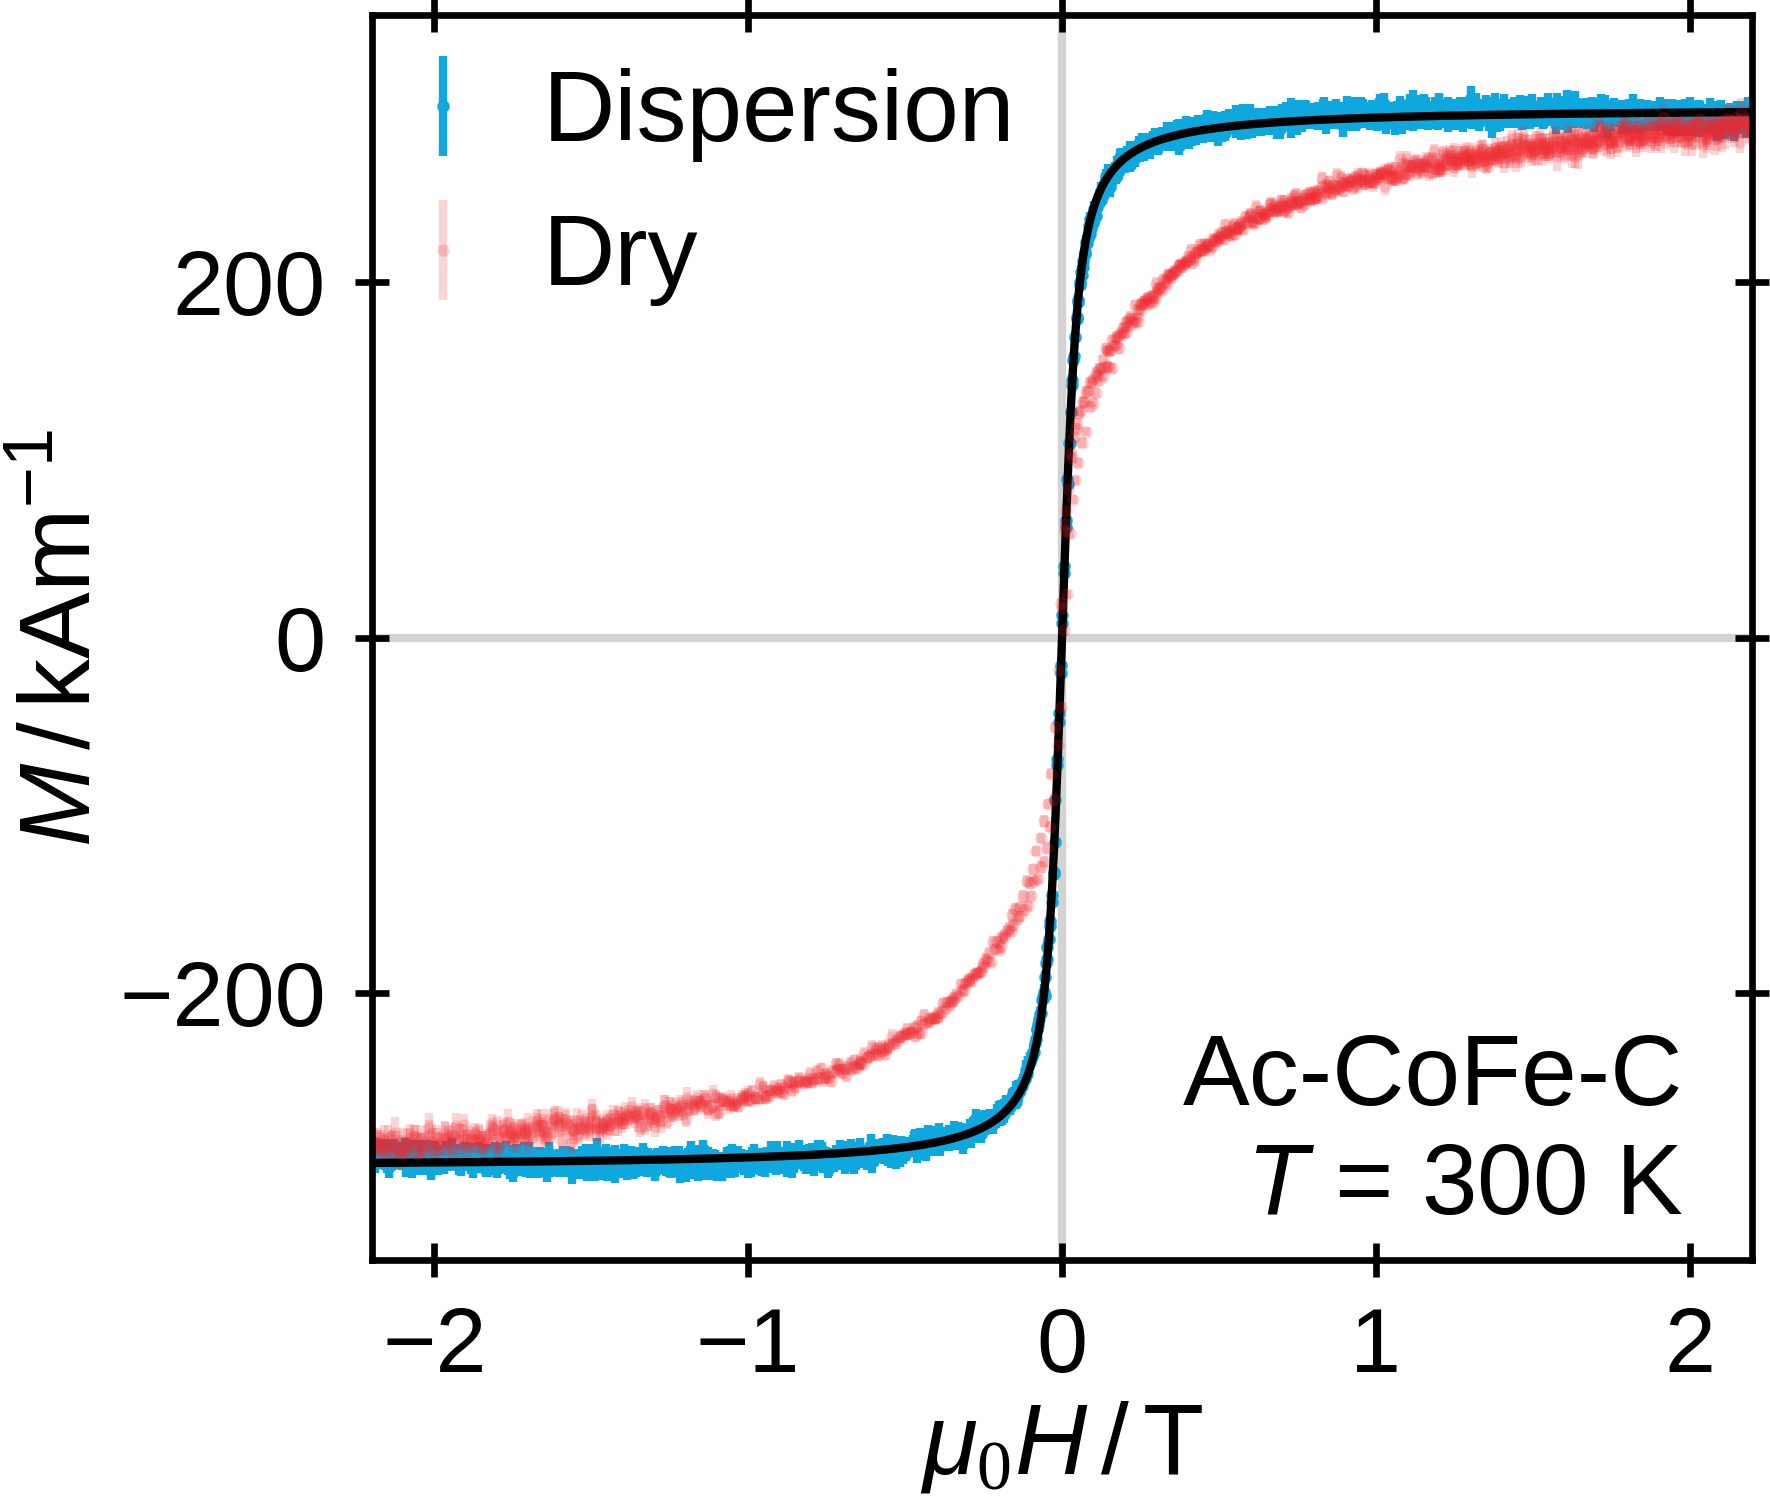 Dispersion
Dry
200
0
−200
M / kAm⁻¹
Ac-CoFe-C
T = 300 K
−2 −1 0 1 2
μ₀H / T